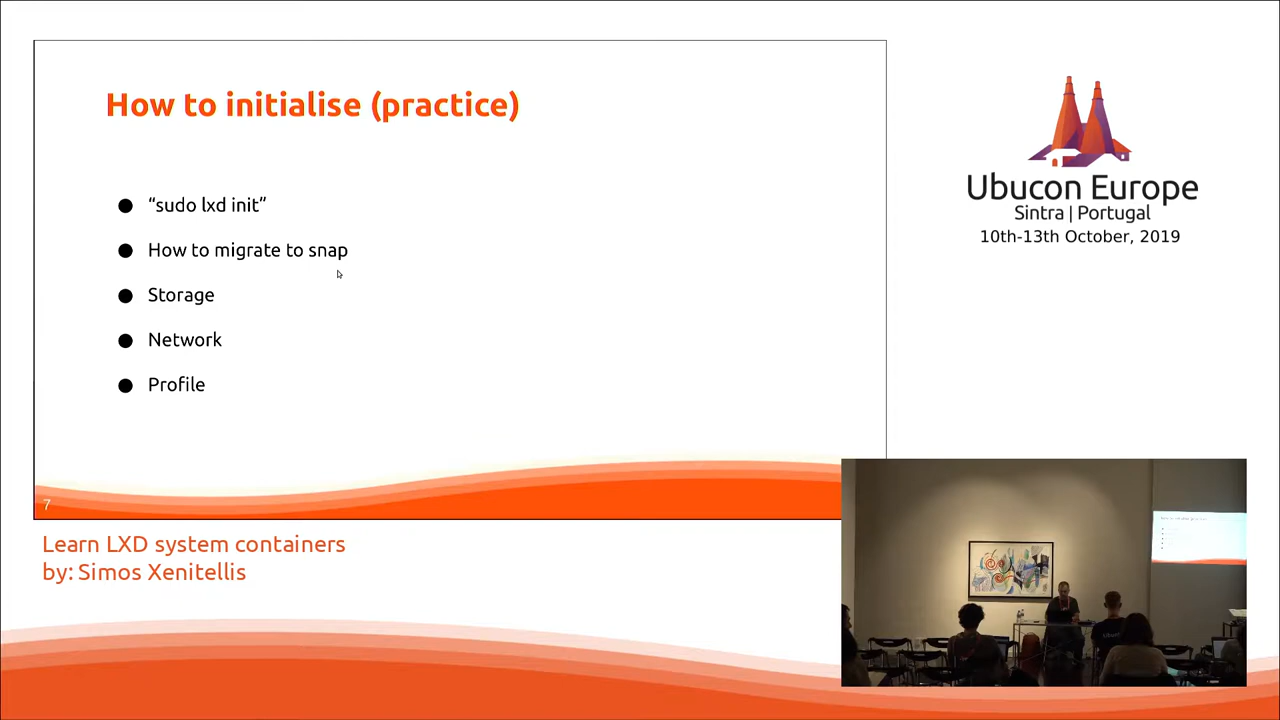 How to initialise (practice)
“sudo lxd init”
How to migrate to snap
Storage
Network
Profile
7
Learn LXD system containers
by: Simos Xenitellis
Ubucon Europe
Sintra | Portugal
10th-13th October, 2019